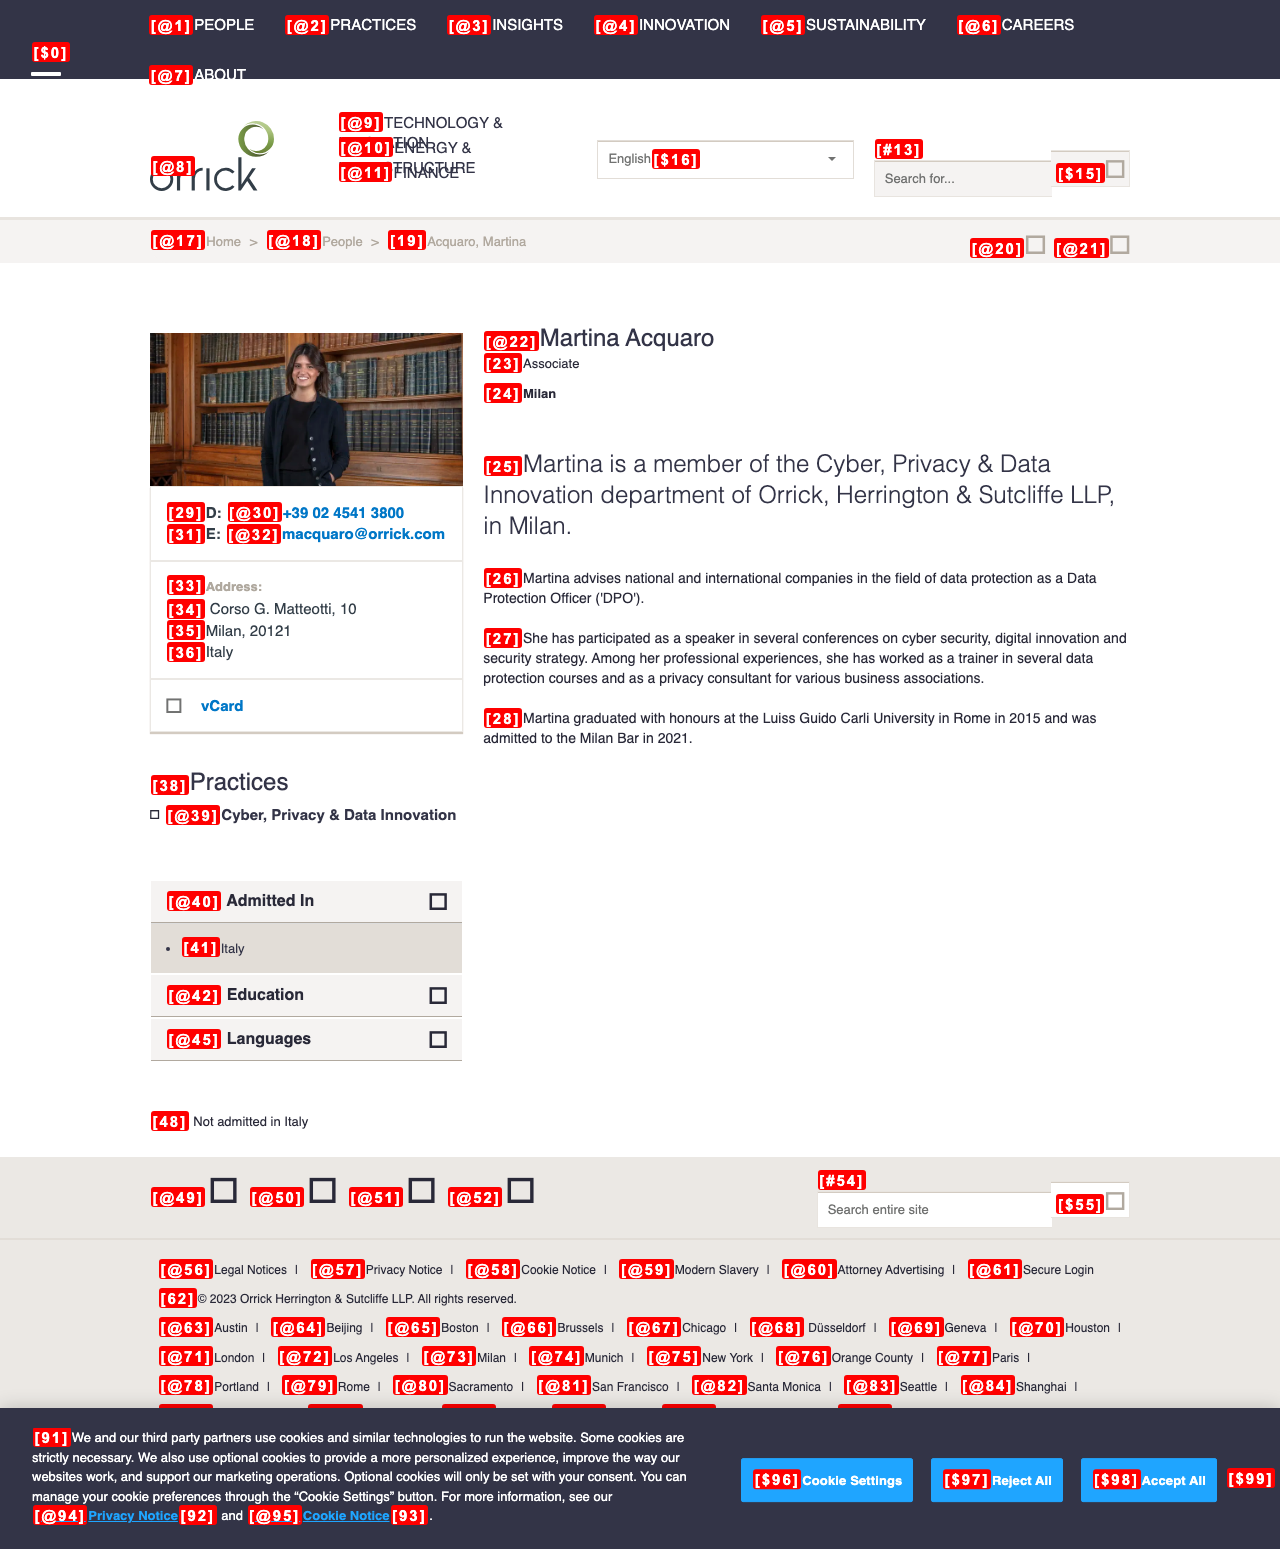 [@1] PEOPLE [@2] PRACTICES [@3] INSIGHTS [@4] INNOVATION [@5] SUSTAINABILITY [@6] CAREERS
[$0]
[@7] ABOUT
[@8] orrick
[@9] TECHNOLOGY &
[@10] ENERGY &
[@11] FINANCE
English [$16]
[#13]
Search for...
[$15]
[@17] Home > [@18] People > [19] Acquaro, Martina
[@20] [@21]
[@22] Martina Acquaro
[23] Associate
[24] Milan
[25] Martina is a member of the Cyber, Privacy & Data
Innovation department of Orrick, Herrington & Sutcliffe LLP,
in Milan.
[26] Martina advises national and international companies in the field of data protection as a Data
Protection Officer ('DPO').
[27] She has participated as a speaker in several conferences on cyber security, digital innovation and
security strategy. Among her professional experiences, she has worked as a trainer in several data
protection courses and as a privacy consultant for various business associations.
[28] Martina graduated with honours at the Luiss Guido Carli University in Rome in 2015 and was
admitted to the Milan Bar in 2021.
[29] D: [@30] +39 02 4541 3800
[31] E: [@32] macquaro@orrick.com
[33] Address:
[34] Corso G. Matteotti, 10
[35] Milan, 20121
[36] Italy
vCard
[38] Practices
[@39] Cyber, Privacy & Data Innovation
[@40] Admitted In
[41] Italy
[@42] Education
[@45] Languages
[48] Not admitted in Italy
[@49] [@50] [@51] [@52]
[#54]
Search entire site
[$55]
[@56] Legal Notices | [@57] Privacy Notice | [@58] Cookie Notice | [@59] Modern Slavery | [@60] Attorney Advertising | [@61] Secure Login
[62] © 2023 Orrick Herrington & Sutcliffe LLP. All rights reserved.
[@63] Austin | [@64] Beijing | [@65] Boston | [@66] Brussels | [@67] Chicago | [@68] Düsseldorf | [@69] Geneva | [@70] Houston |
[@71] London | [@72] Los Angeles | [@73] Milan | [@74] Munich | [@75] New York | [@76] Orange County | [@77] Paris |
[@78] Portland | [@79] Rome | [@80] Sacramento | [@81] San Francisco | [@82] Santa Monica | [@83] Seattle | [@84] Shanghai |
[91] We and our third party partners use cookies and similar technologies to run the website. Some cookies are
strictly necessary. We also use optional cookies to provide a more personalized experience, improve the way our
websites work, and support our marketing operations. Optional cookies will only be set with your consent. You can
manage your cookie preferences through the “Cookie Settings” button. For more information, see our
[@94] Privacy Notice [92] and [@95] Cookie Notice [93] .
[$96] Cookie Settings [$97] Reject All [$98] Accept All [$99]